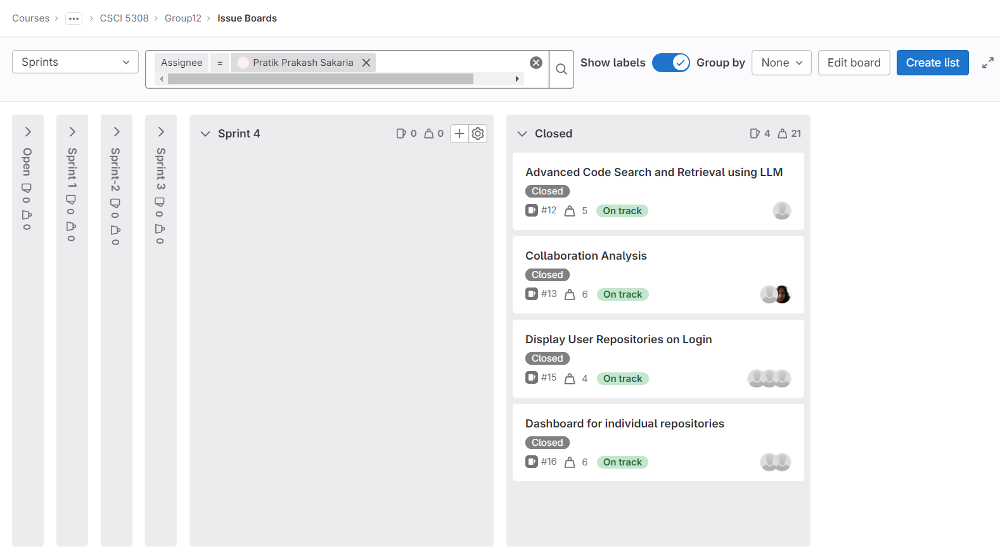 Courses > ••• > CSCI 5308 > Group12 > Issue Boards
Sprints
Assignee = Pratik Prakash Sakaria
Show labels
Group by
None
Edit board
Create list
Open 0 0
Sprint 1 0 0
Sprint-2 0 0
Sprint 3 0 0
Sprint 4 0 0
Closed 4 21
Advanced Code Search and Retrieval using LLM
Closed
#12 5 On track
Collaboration Analysis
Closed
#13 6 On track
Display User Repositories on Login
Closed
#15 4 On track
Dashboard for individual repositories
Closed
#16 6 On track